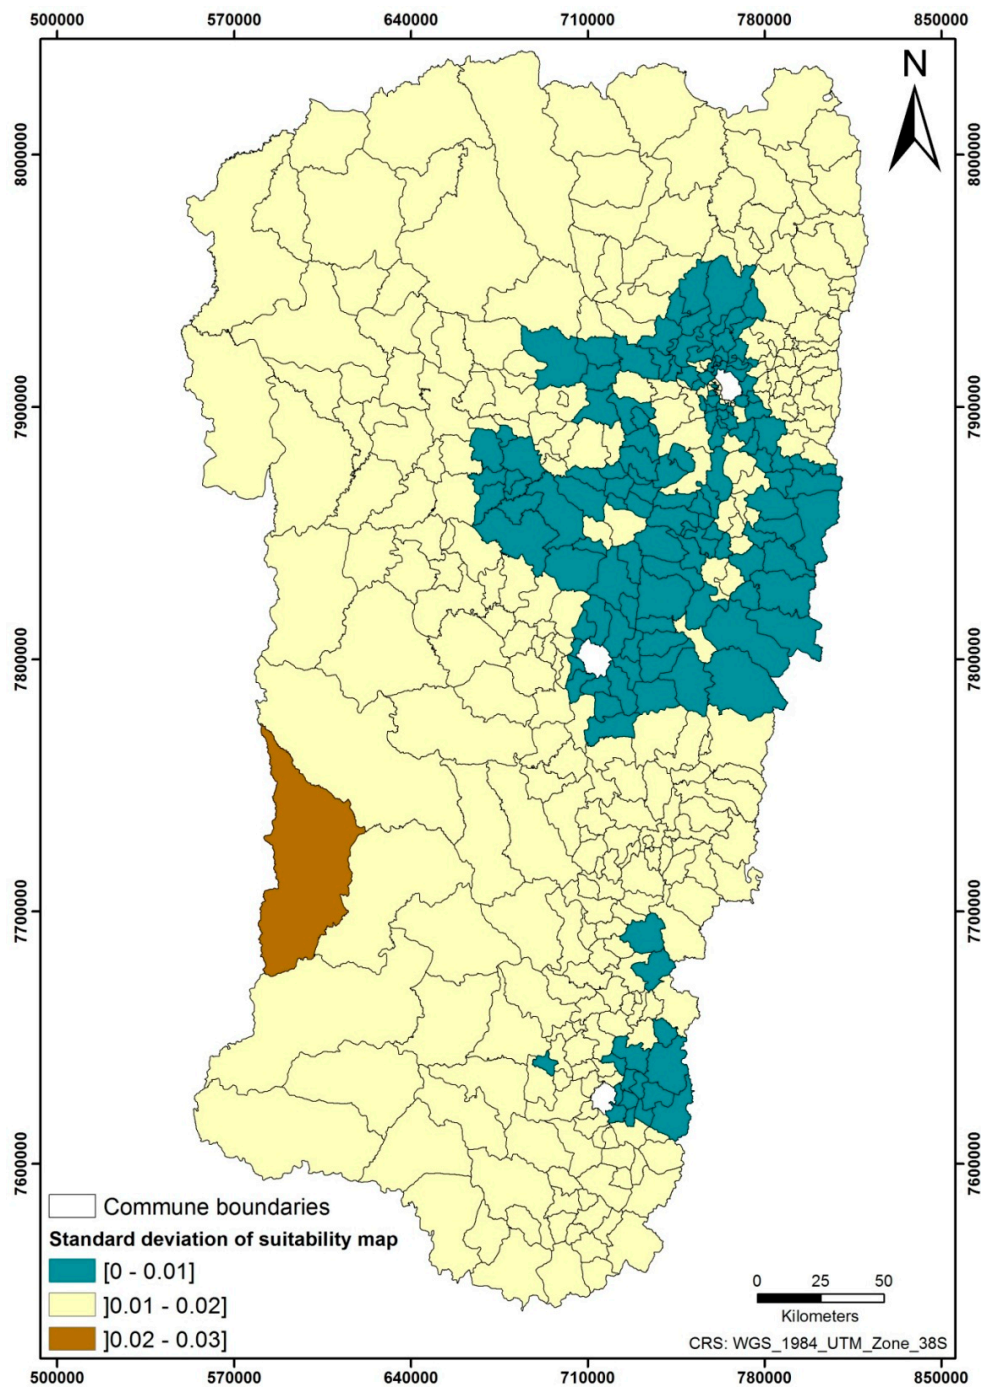 500000 570000 640000 710000 780000 850000
N
8000000 8000000
7900000 7900000
7800000 7800000
7700000 7700000
7600000 7600000
Commune boundaries
Standard deviation of suitability map
[0 - 0.01]
]0.01 - 0.02]
]0.02 - 0.03]
0 25 50
Kilometers
CRS: WGS_1984_UTM_Zone_38S
500000 570000 640000 710000 780000 850000